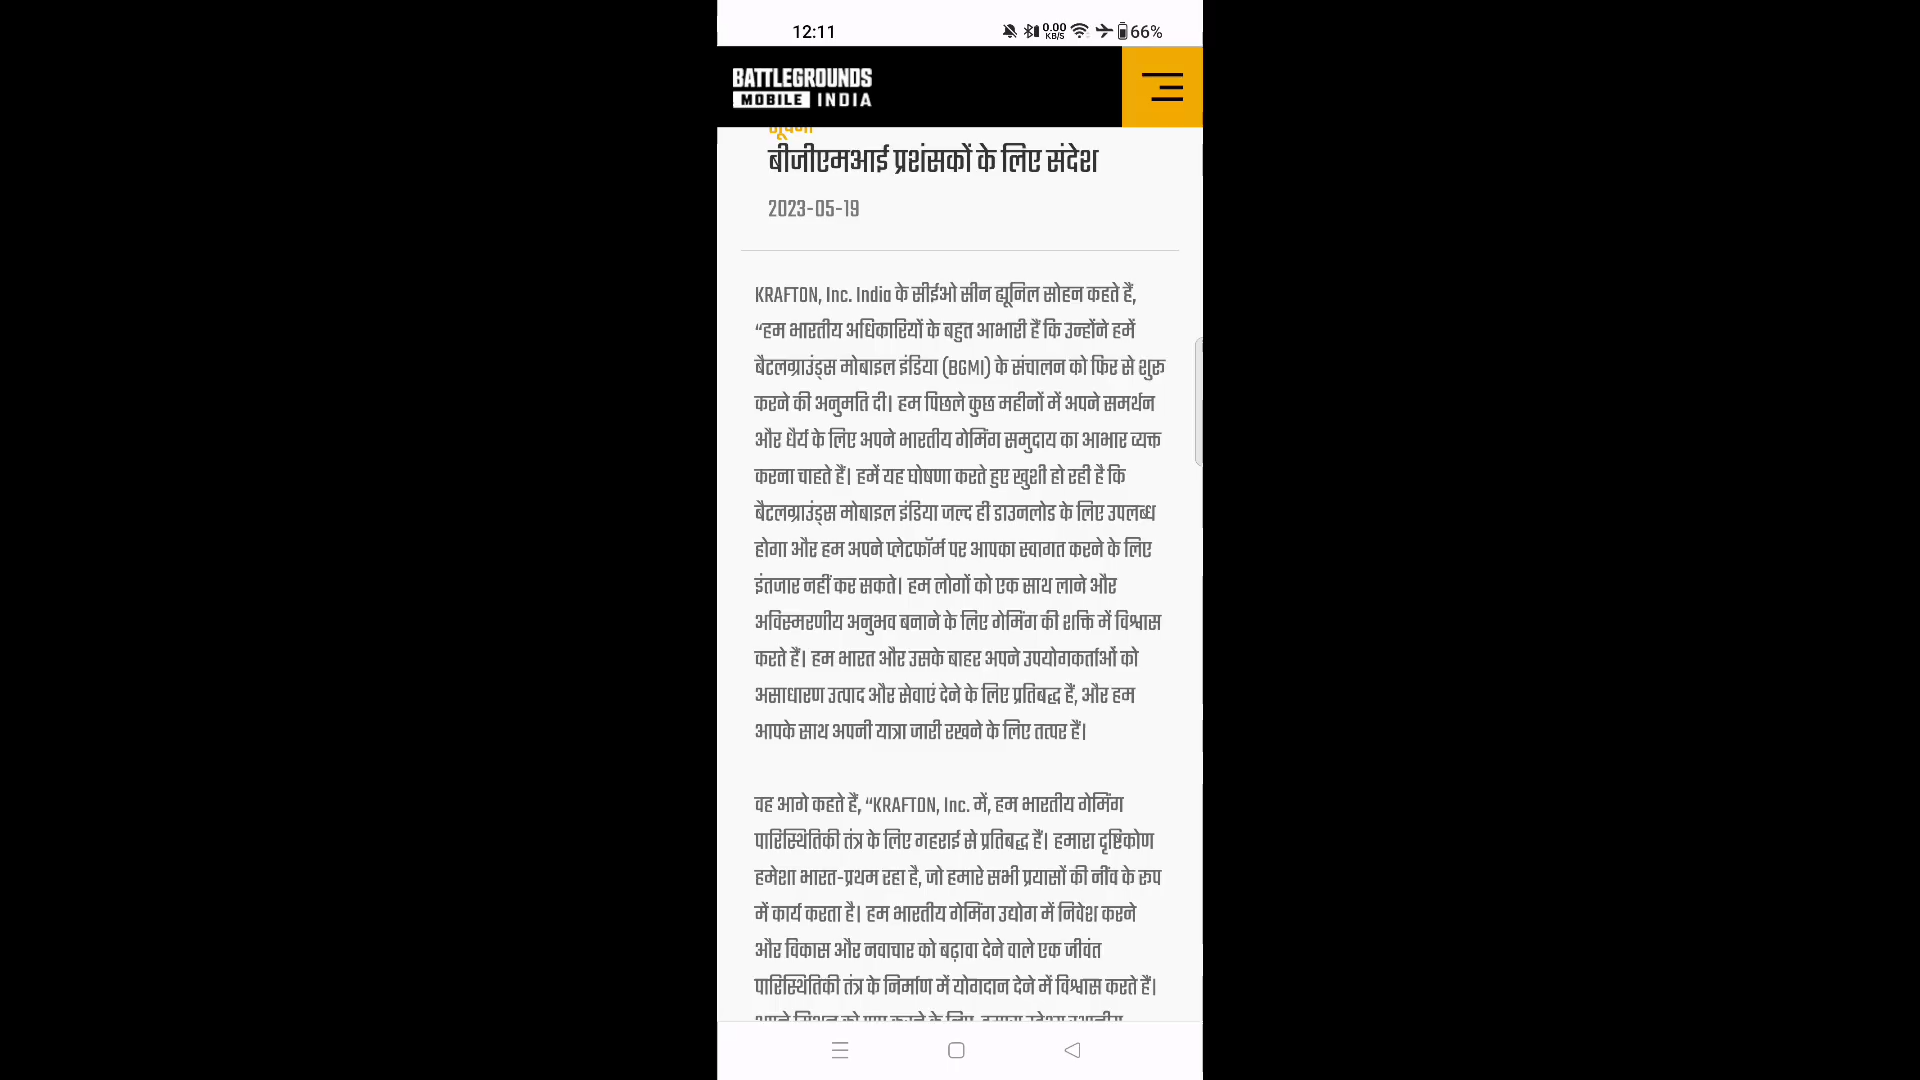 12:11
0.00
KB/S
66%
BATTLEGROUNDS
MOBILE INDIA
सूचना
बीजीएमआई प्रशंसकों के लिए संदेश
2023-05-19
KRAFTON, Inc. India के सीईओ सीन ह्यूनिल सोहन कहते हैं,
“हम भारतीय अधिकारियों के बहुत आभारी हैं कि उन्होंने हमें
बैटलग्राउंड्स मोबाइल इंडिया (BGMI) के संचालन को फिर से शुरू
करने की अनुमति दी। हम पिछले कुछ महीनों में अपने समर्थन
और धैर्य के लिए अपने भारतीय गेमिंग समुदाय का आभार व्यक्त
करना चाहते हैं। हमें यह घोषणा करते हुए खुशी हो रही है कि
बैटलग्राउंड्स मोबाइल इंडिया जल्द ही डाउनलोड के लिए उपलब्ध
होगा और हम अपने प्लेटफॉर्म पर आपका स्वागत करने के लिए
इंतजार नहीं कर सकते। हम लोगों को एक साथ लाने और
अविस्मरणीय अनुभव बनाने के लिए गेमिंग की शक्ति में विश्वास
करते हैं। हम भारत और उसके बाहर अपने उपयोगकर्ताओं को
असाधारण उत्पाद और सेवाएं देने के लिए प्रतिबद्ध हैं, और हम
आपके साथ अपनी यात्रा जारी रखने के लिए तत्पर हैं।
वह आगे कहते हैं, “KRAFTON, Inc. में, हम भारतीय गेमिंग
पारिस्थितिकी तंत्र के लिए गहराई से प्रतिबद्ध हैं। हमारा दृष्टिकोण
हमेशा भारत-प्रथम रहा है, जो हमारे सभी प्रयासों की नींव के रूप
में कार्य करता है। हम भारतीय गेमिंग उद्योग में निवेश करने
और विकास और नवाचार को बढ़ावा देने वाले एक जीवंत
पारिस्थितिकी तंत्र के निर्माण में योगदान देने में विश्वास करते हैं।